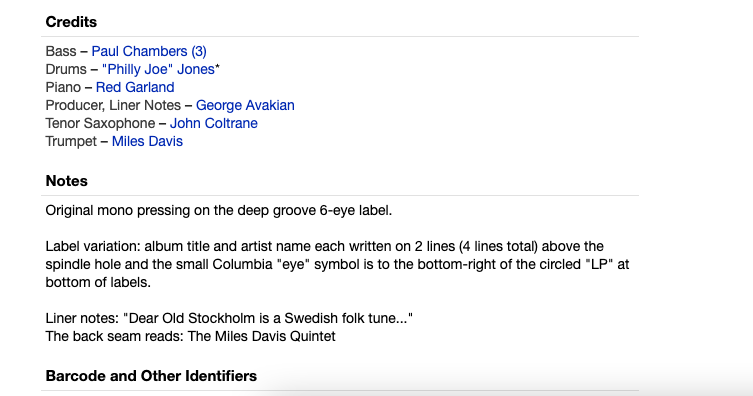 Credits
Bass – Paul Chambers (3)
Drums – "Philly Joe" Jones*
Piano – Red Garland
Producer, Liner Notes – George Avakian
Tenor Saxophone – John Coltrane
Trumpet – Miles Davis
Notes
Original mono pressing on the deep groove 6-eye label.
Label variation: album title and artist name each written on 2 lines (4 lines total) above the
spindle hole and the small Columbia "eye" symbol is to the bottom-right of the circled "LP" at
bottom of labels.
Liner notes: "Dear Old Stockholm is a Swedish folk tune..."
The back seam reads: The Miles Davis Quintet
Barcode and Other Identifiers